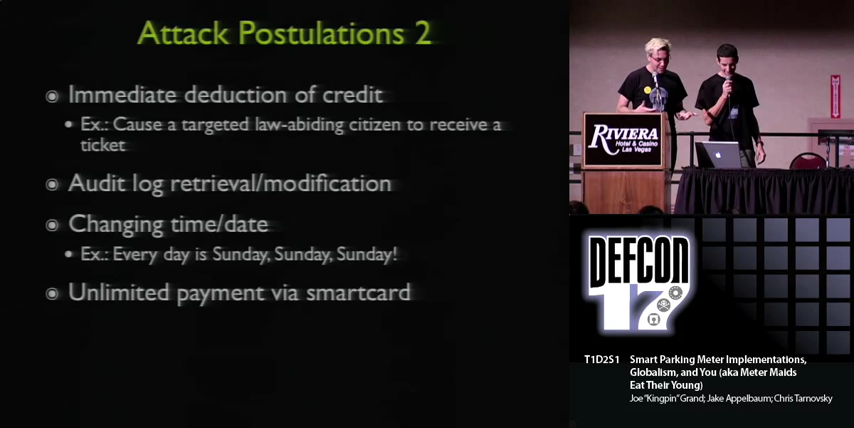 Attack Postulations 2
Immediate deduction of credit
Ex.: Cause a targeted law-abiding citizen to receive a
ticket
Audit log retrieval/modification
Changing time/date
Ex.: Every day is Sunday, Sunday, Sunday!
Unlimited payment via smartcard
RIVIERA
Hotel & Casino
Las Vegas
DEFCON
17
T1D2S1 Smart Parking Meter Implementations,
Globalism, and You (aka Meter Maids
Eat Their Young)
Joe "Kingpin" Grand; Jake Appelbaum; Chris Tarnovsky